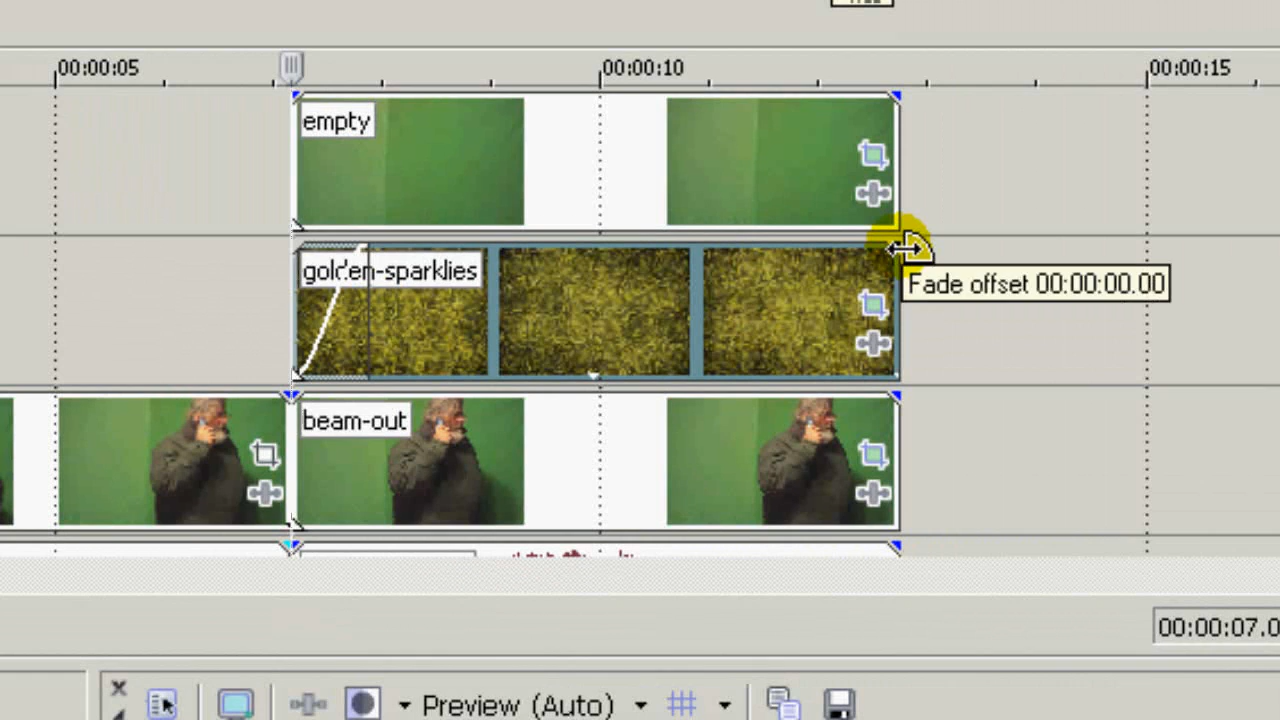 00:00:05
00:00:10
00:00:15
empty
golden-sparklies
Fade offset 00:00:00.00
beam-out
00:00:07.0
Preview (Auto)